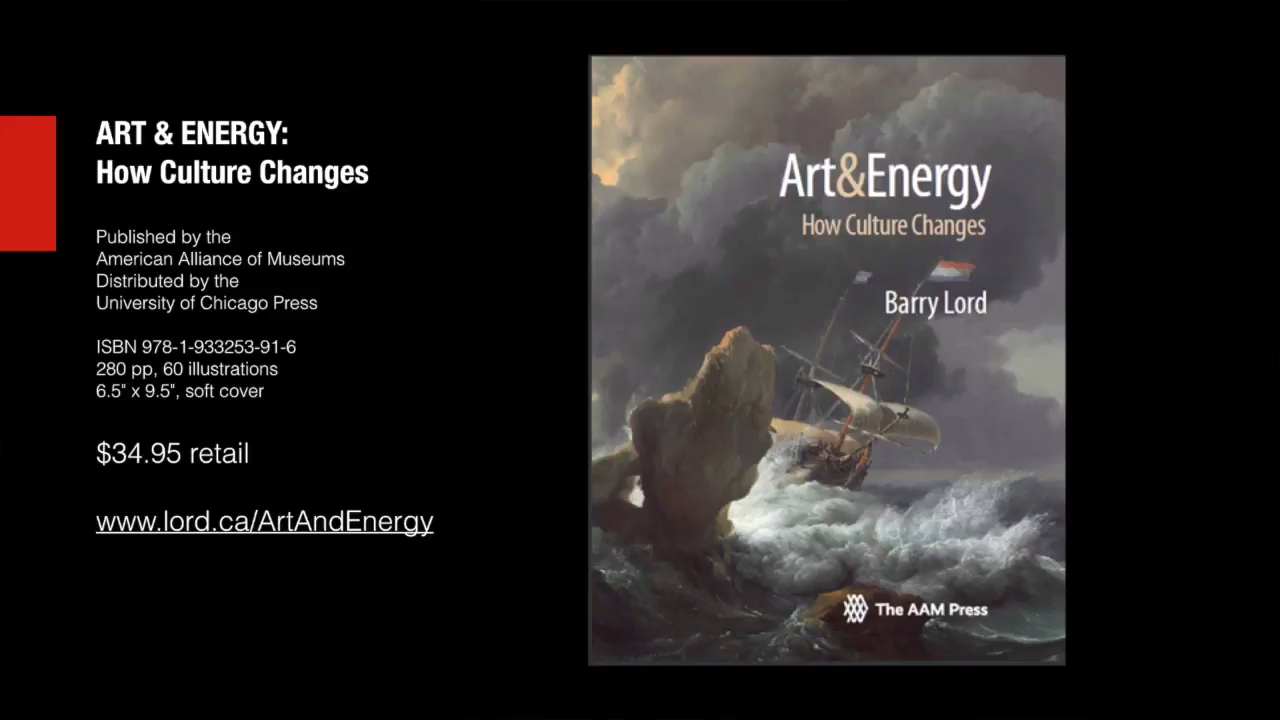 ART & ENERGY:
How Culture Changes
Published by the
American Alliance of Museums
Distributed by the
University of Chicago Press
ISBN 978-1-933253-91-6
280 pp, 60 illustrations
6.5" x 9.5", soft cover
$34.95 retail
www.lord.ca/ArtAndEnergy
Art&Energy
How Culture Changes
Barry Lord
The AAM Press